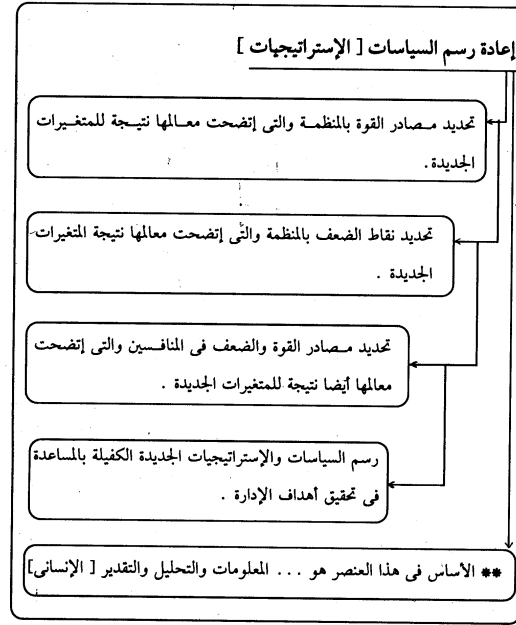 إعادة رسم السياسات [ الإستراتيجيات ]
تحديد مصادر القوة بالمنظمة والتى إتضحت معالمها نتيجة للمتغيرات
الجديدة .
تحديد نقاط الضعف بالمنظمة والتى إتضحت معالمها نتيجة المتغيرات
الجديدة .
تحديد مصادر القوة والضعف فى المنافسين والتى إتضحت
معالمها أيضا نتيجة للمتغيرات الجديدة .
رسم السياسات والإستراتيجيات الجديدة الكفيلة بالمساعدة
فى تحقيق أهداف الإدارة .
** الأساس فى هذا العنصر هو ... المعلومات والتحليل والتقدير [ الإنسانى ]